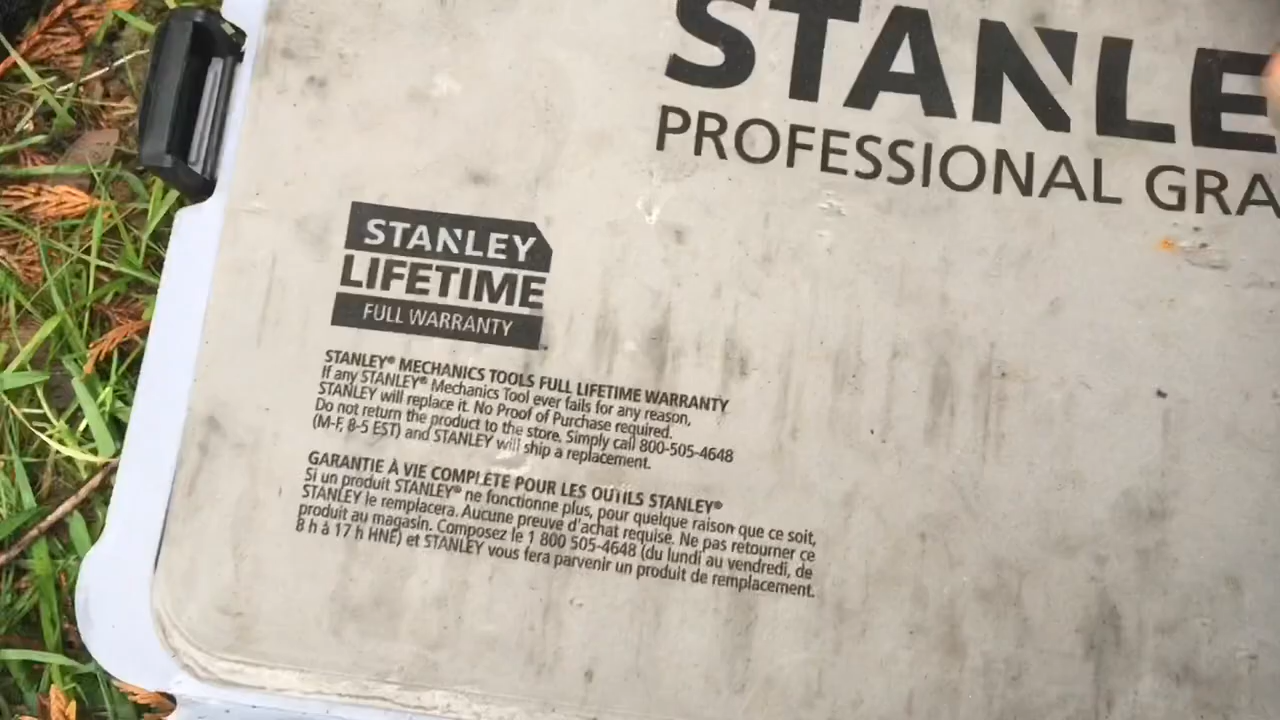 STANLE
PROFESSIONAL GRA
STANLEY
LIFETIME
FULL WARRANTY
STANLEY® MECHANICS TOOLS FULL LIFETIME WARRANTY
If any STANLEY® Mechanics Tool ever fails for any reason,
STANLEY will replace it. No Proof of Purchase required.
Do not return the product to the store. Simply call 800-505-4648
(M-F, 8-5 EST) and STANLEY will ship a replacement.
GARANTIE À VIE COMPLÈTE POUR LES OUTILS STANLEY®
Si un produit STANLEY® ne fonctionne plus, pour quelque raison que ce soit,
STANLEY le remplacera. Aucune preuve d'achat requise. Ne pas retourner ce
produit au magasin. Composez le 1 800 505-4648 (du lundi au vendredi, de
8 h à 17 h HNE) et STANLEY vous fera parvenir un produit de remplacement.